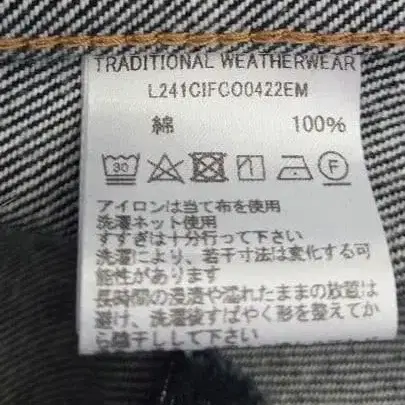 TRADITIONAL WEATHERWEAR
L241CIFCO0422EM
綿 100%
30 F
アイロンは当て布を使用
洗濯ネット使用
すすぎは十分行って下さい
洗濯により、若干寸法は変化する可
能性があります
長時間の浸漬や濡れたままの放置は
避け、洗濯後すばやく形を整えてか
ら陰干しして下さい